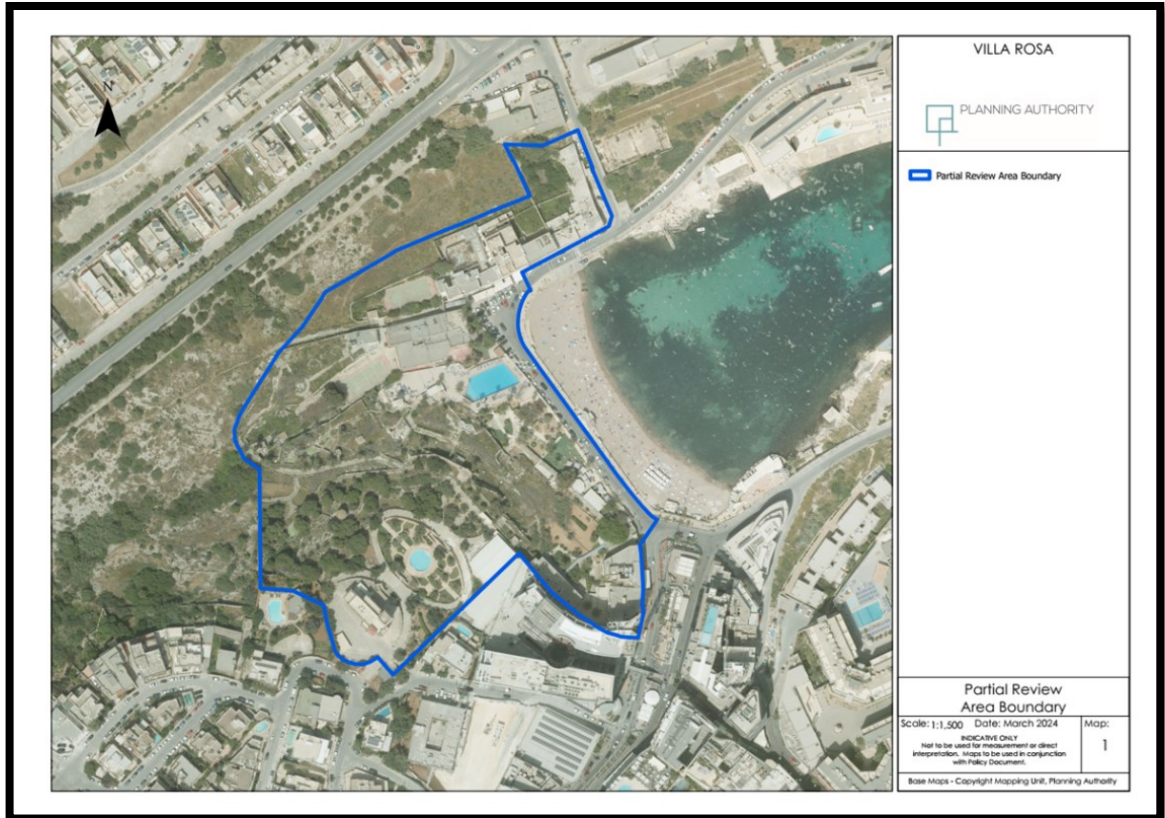 N
VILLA ROSA
PLANNING AUTHORITY
Partial Review Area Boundary
Partial Review
Area Boundary
Scale: 1:1,500 Date: March 2024
INDICATIVE ONLY
Not to be used for measurement or direct
interpretation. Maps to be used in conjunction
with Policy Document.
Map:
1
Base Maps - Copyright Mapping Unit, Planning Authority